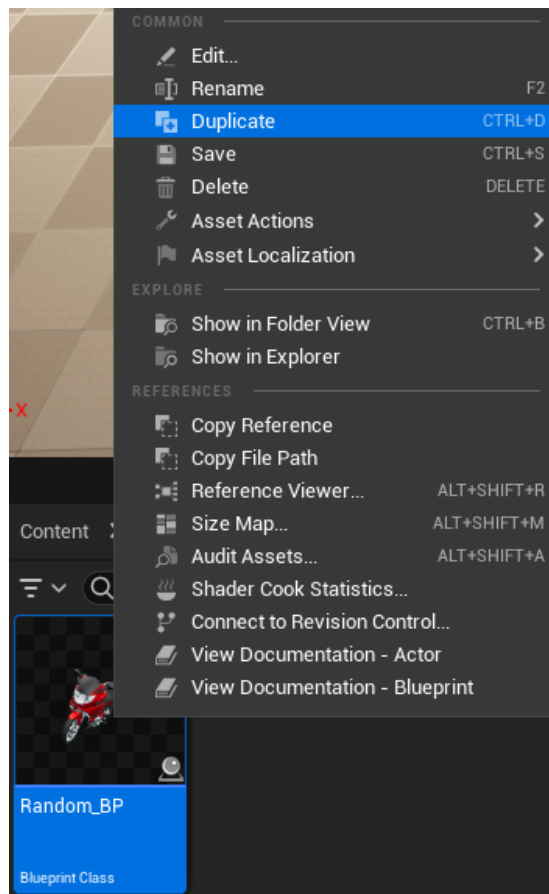 COMMON
Edit...
Rename F2
Duplicate CTRL+D
Save CTRL+S
Delete DELETE
Asset Actions
Asset Localization
EXPLORE
Show in Folder View CTRL+B
Show in Explorer
REFERENCES
X
Copy Reference
Copy File Path
Reference Viewer... ALT+SHIFT+R
Size Map... ALT+SHIFT+M
Audit Assets... ALT+SHIFT+A
Shader Cook Statistics...
Connect to Revision Control...
View Documentation - Actor
View Documentation - Blueprint
Content
Random_BP
Blueprint Class